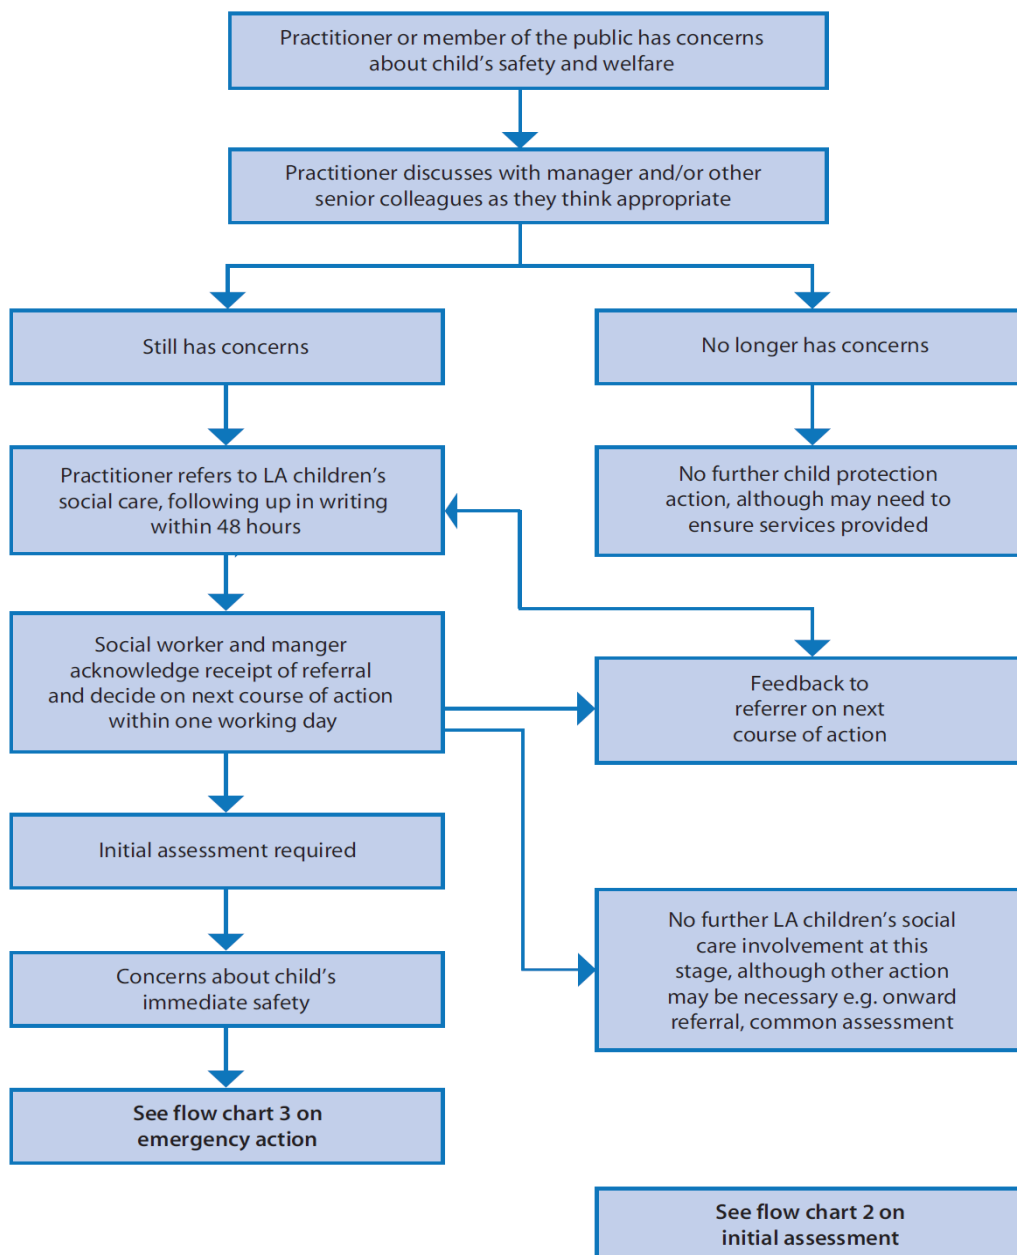 Practitioner or member of the public has concerns
about child's safety and welfare
Practitioner discusses with manager and/or other
senior colleagues as they think appropriate
Still has concerns
No longer has concerns
Practitioner refers to LA children's
social care, following up in writing
within 48 hours
No further child protection
action, although may need to
ensure services provided
Social worker and manger
acknowledge receipt of referral
and decide on next course of action
within one working day
Feedback to
referrer on next
course of action
Initial assessment required
No further LA children's social
care involvement at this
stage, although other action
may be necessary e.g. onward
referral, common assessment
Concerns about child's
immediate safety
See flow chart 3 on
emergency action
See flow chart 2 on
initial assessment